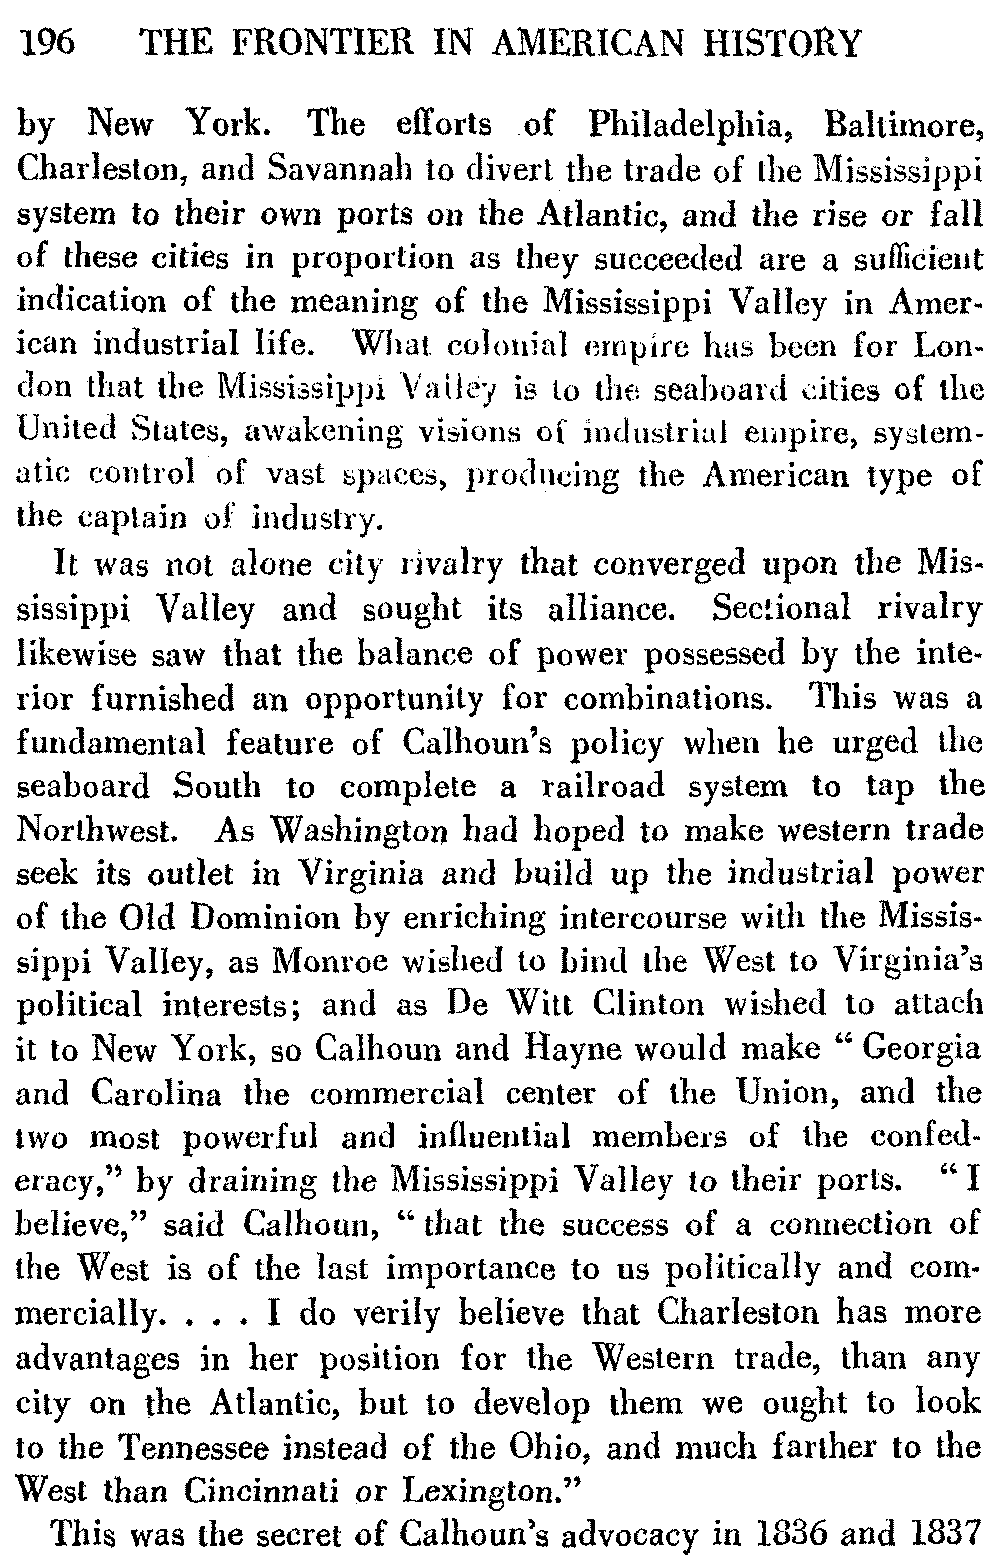 196 THE FRONTIER IN AMERICAN HISTORY
by New York. The efforts of Philadelphia, Baltimore,
Charleston, and Savannah to divert the trade of the Mississippi
system to their own ports on the Atlantic, and the rise or fall
of these cities in proportion as they succeeded are a sufficient
indication of the meaning of the Mississippi Valley in Amer-
ican industrial life. What colonial empire has been for Lon-
don that the Mississippi Valley is to the seaboard cities of the
United States, awakening visions of industrial empire, system-
atic control of vast spaces, producing the American type of
the captain of industry.
It was not alone city rivalry that converged upon the Mis-
sissippi Valley and sought its alliance. Sectional rivalry
likewise saw that the balance of power possessed by the inte-
rior furnished an opportunity for combinations. This was a
fundamental feature of Calhoun's policy when he urged the
seaboard South to complete a railroad system to tap the
Northwest. As Washington had hoped to make western trade
seek its outlet in Virginia and build up the industrial power
of the Old Dominion by enriching intercourse with the Missis-
sippi Valley, as Monroe wished to bind the West to Virginia's
political interests; and as De Witt Clinton wished to attach
it to New York, so Calhoun and Hayne would make “ Georgia
and Carolina the commercial center of the Union, and the
two most powerful and influential members of the confed-
eracy,” by draining the Mississippi Valley to their ports. “ I
believe,” said Calhoun, “ that the success of a connection of
the West is of the last importance to us politically and com-
mercially. . . . I do verily believe that Charleston has more
advantages in her position for the Western trade, than any
city on the Atlantic, but to develop them we ought to look
to the Tennessee instead of the Ohio, and much farther to the
West than Cincinnati or Lexington.”
This was the secret of Calhoun's advocacy in 1836 and 1837